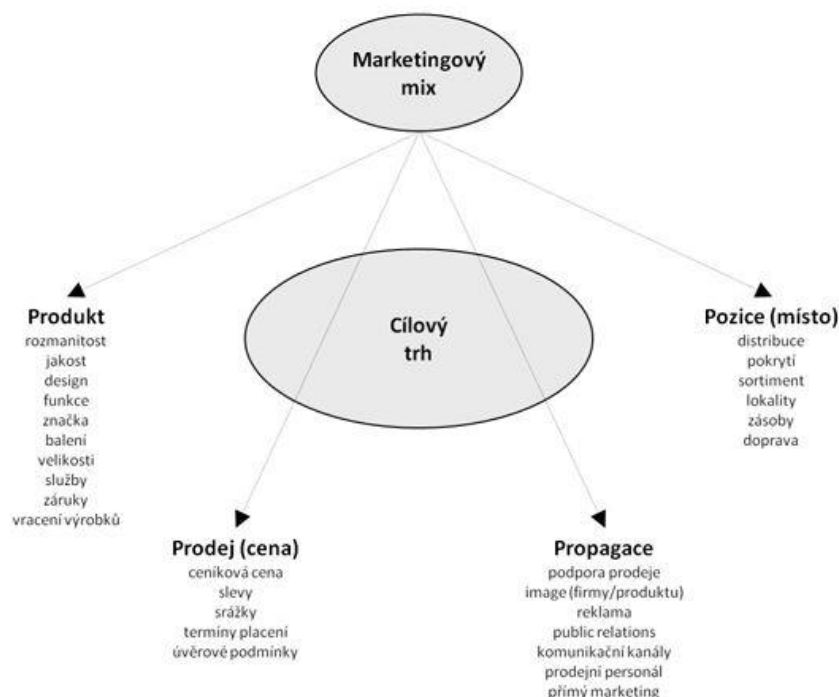 Marketingový
mix
Cílový
trh
Produkt
rozmanitost
jakost
design
funkce
značka
balení
velikosti
služby
záruky
vracení výrobků
Pozice (místo)
distribuce
pokrytí
sortiment
lokality
zásoby
doprava
Prodej (cena)
ceníková cena
slevy
srážky
termíny placení
úvěrové podmínky
Propagace
podpora prodeje
image (firmy/produktu)
reklama
public relations
komunikační kanály
prodejní personál
přímý marketing